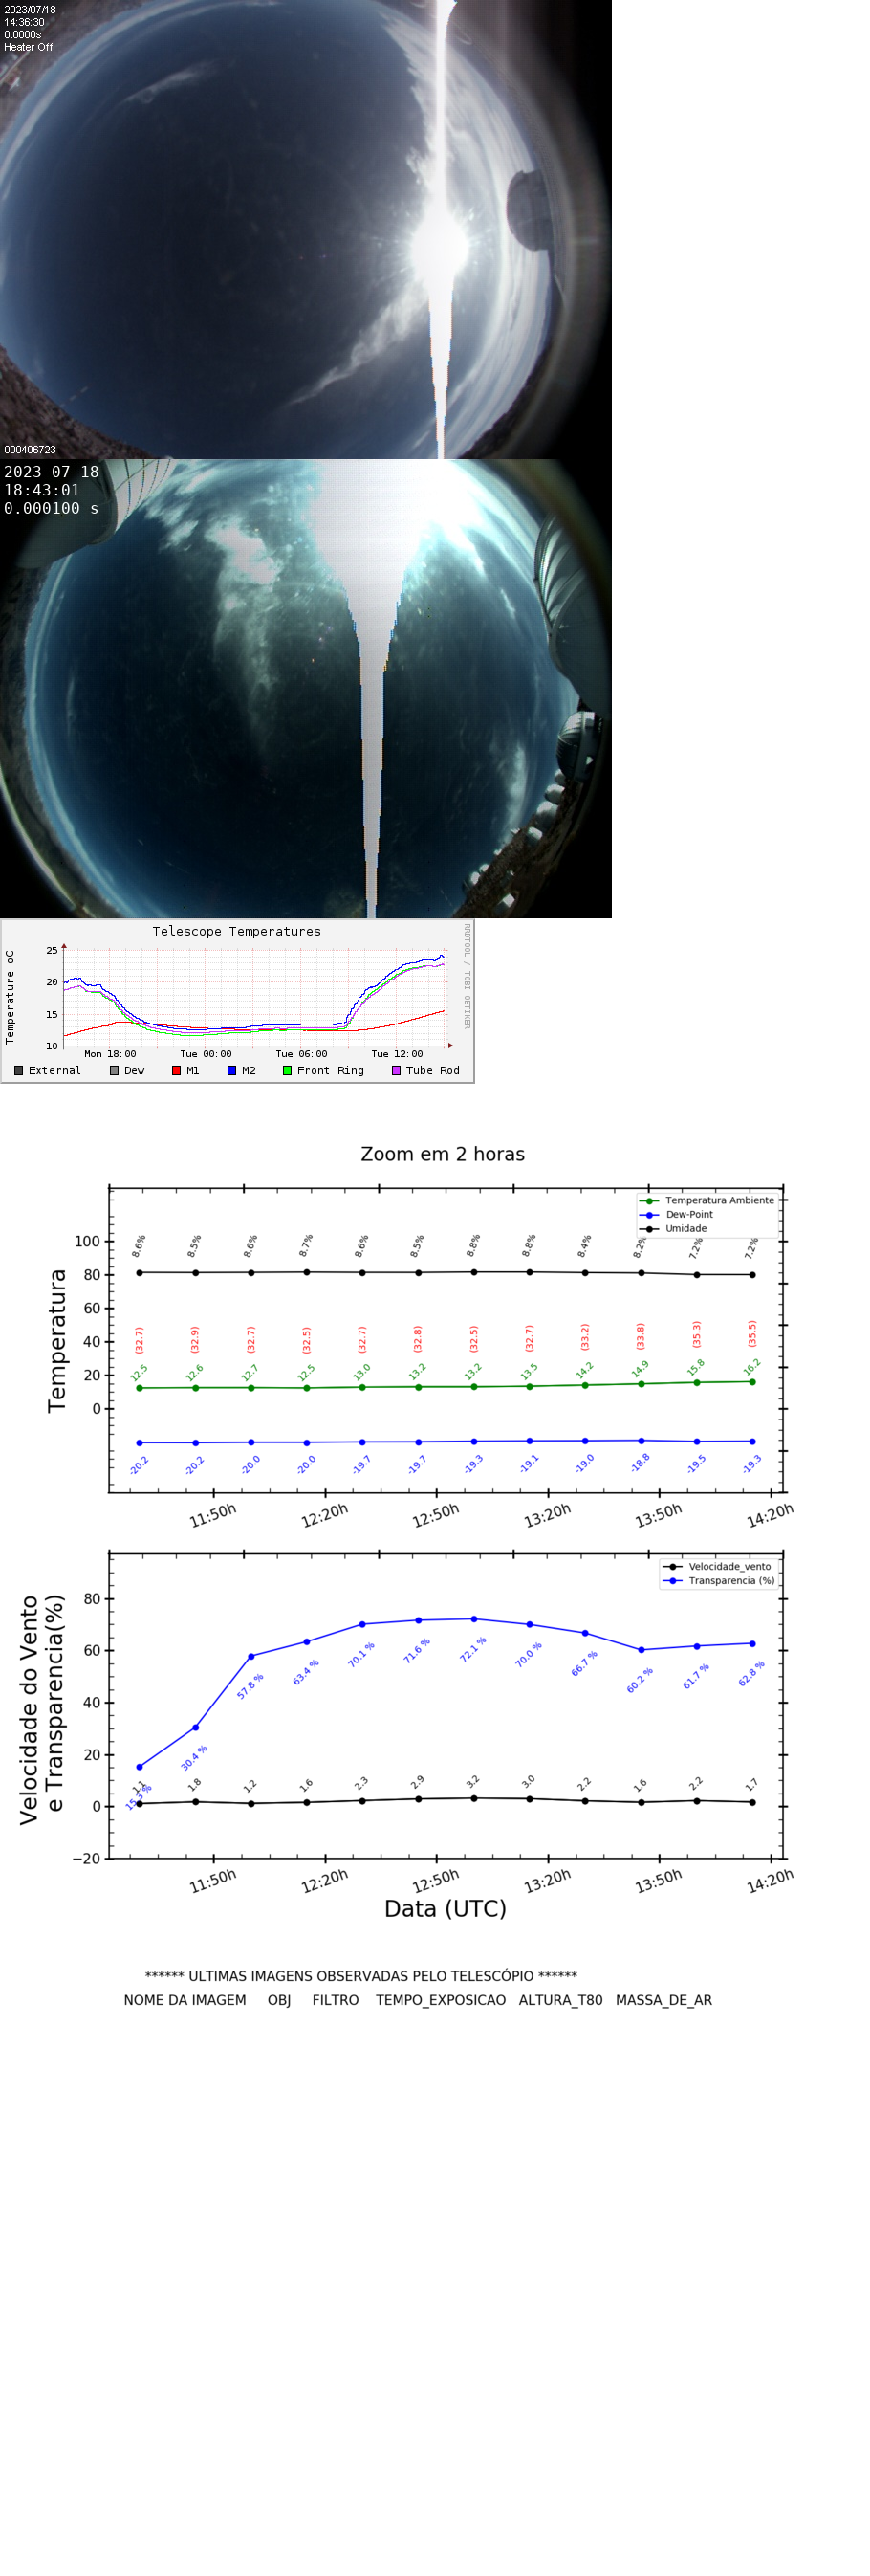 2023/07/18
14:36:30
0.0000s
Heater Off
000406723
2023-07-18
18:43:01
0.000100 s
Telescope Temperatures
RRDTOOL / TOBI OETIKER
Temperature oC
25
20
15
10
Mon 18:00 Tue 00:00 Tue 06:00 Tue 12:00
External Dew M1 M2 Front Ring Tube Rod
Zoom em 2 horas
Temperatura
Temperatura Ambiente
Dew-Point
Umidade
100
80
60
40
20
0
8.6% 8.5% 8.6% 8.7% 8.6% 8.5% 8.8% 8.8% 8.4% 8.2% 7.2% 7.2%
(32.7) (32.9) (32.7) (32.5) (32.7) (32.8) (32.5) (32.7) (33.2) (33.8) (35.3) (35.5)
12.5 12.6 12.7 12.5 13.0 13.2 13.2 13.5 14.2 14.9 15.8 16.2
-20.2 -20.2 -20.0 -20.0 -19.7 -19.7 -19.3 -19.1 -19.0 -18.8 -19.5 -19.3
11:50h 12:20h 12:50h 13:20h 13:50h 14:20h
Velocidade do Vento
e Transparencia(%)
Velocidade_vento
Transparencia (%)
80
60
40
20
0
−20
15.3 % 30.4 % 57.8 % 63.4 % 70.1 % 71.6 % 72.1 % 70.0 % 66.7 % 60.2 % 61.7 % 62.8 %
1.1 1.8 1.2 1.6 2.3 2.9 3.2 3.0 2.2 1.6 2.2 1.7
11:50h 12:20h 12:50h 13:20h 13:50h 14:20h
Data (UTC)
****** ULTIMAS IMAGENS OBSERVADAS PELO TELESCÓPIO ******
NOME DA IMAGEM OBJ FILTRO TEMPO_EXPOSICAO ALTURA_T80 MASSA_DE_AR